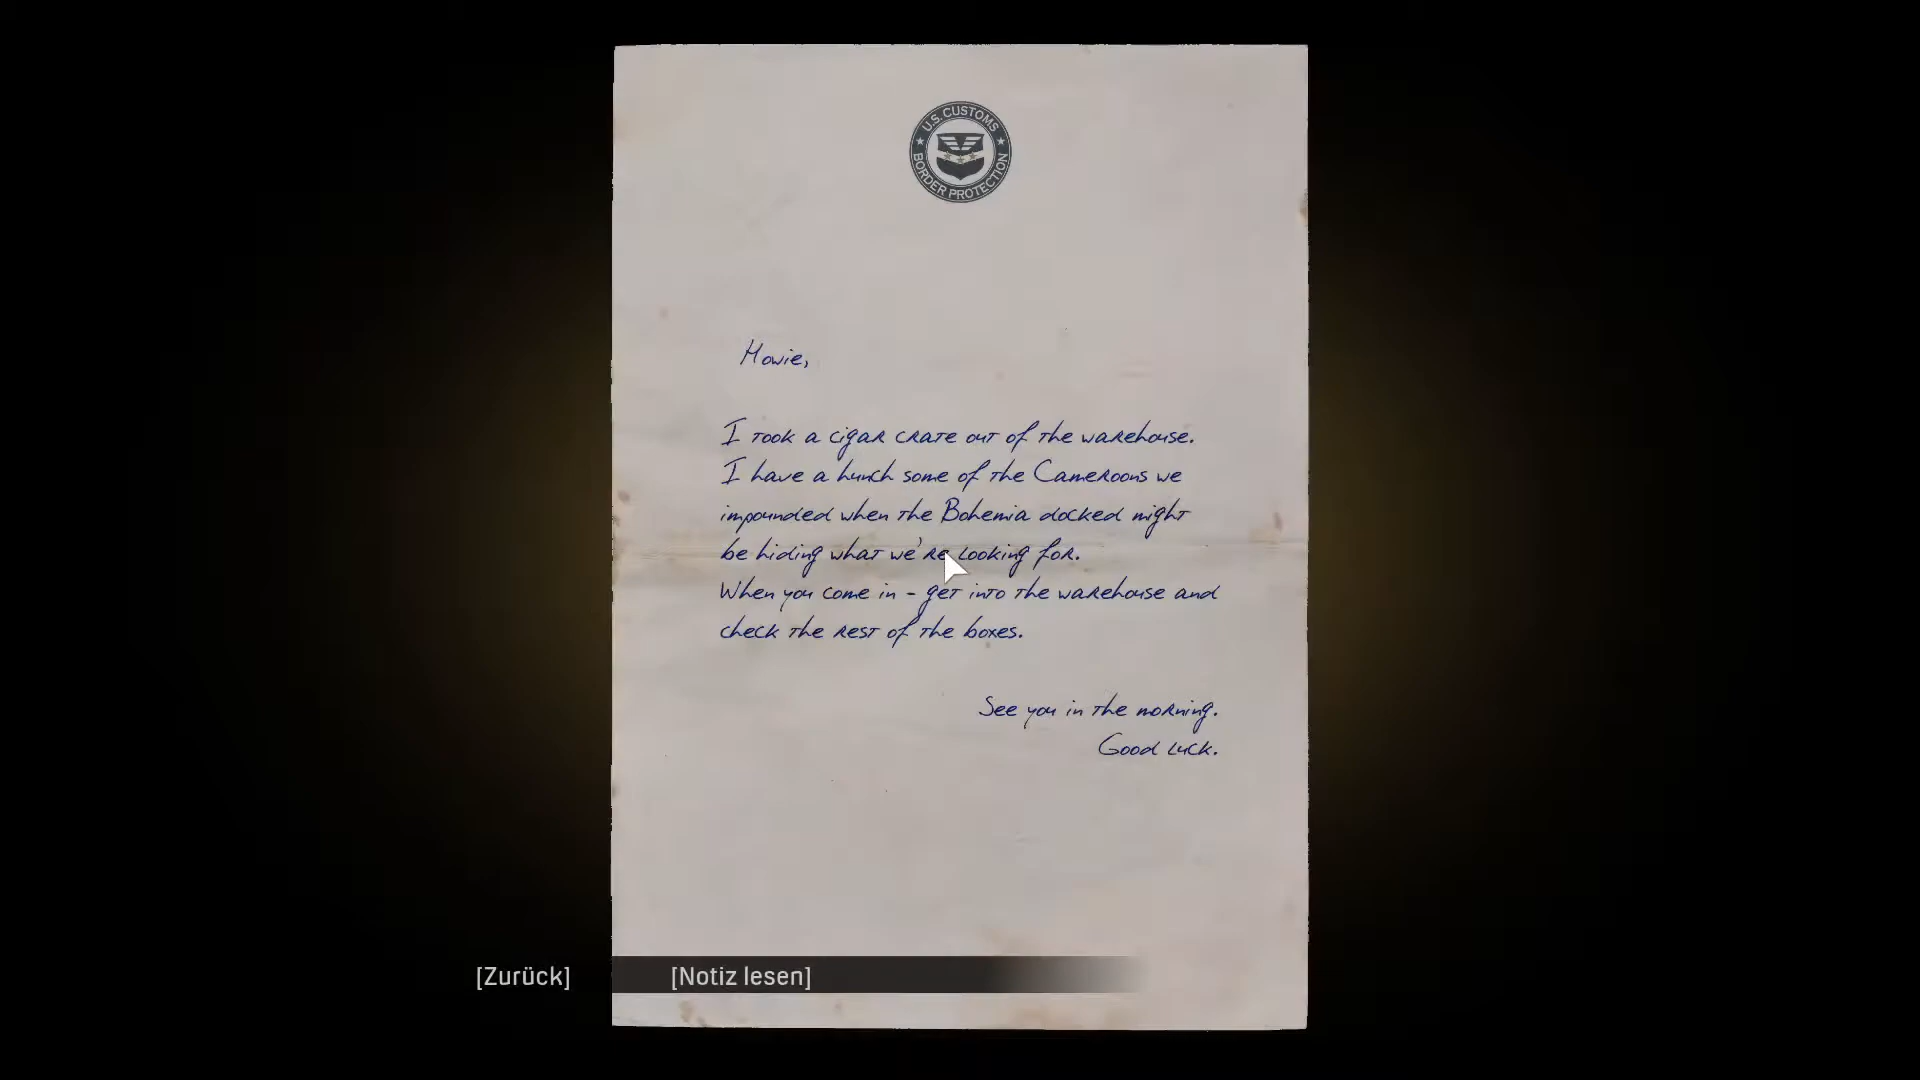 U.S. CUSTOMS
BORDER PROTECTION
Howie,
I took a cigar crate out of the warehouse.
I have a hunch some of the Cameroons we
impounded when the Bohemia docked might
be hiding what we're looking for.
When you come in - get into the warehouse and
check the rest of the boxes.
See you in the morning.
Good luck.
[Zurück] [Notiz lesen]